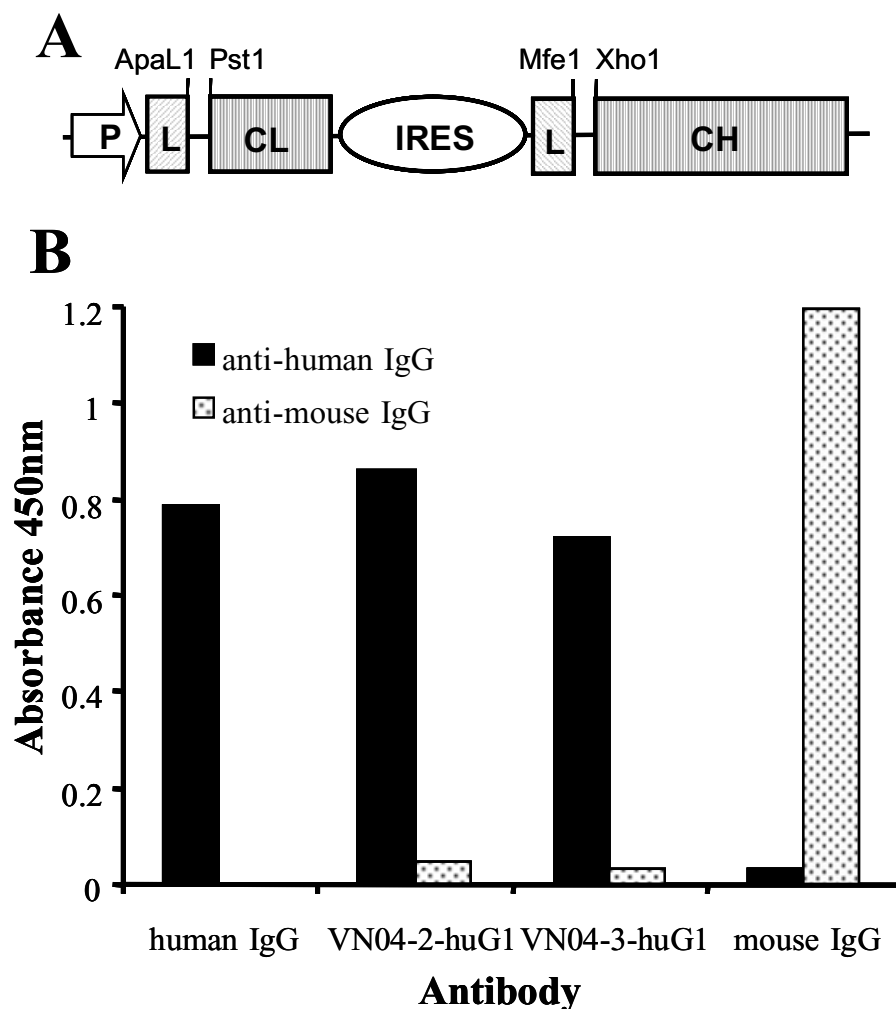 A
ApaL1 Pst1 Mfe1 Xho1
P L CL IRES L CH
B
1.2
1
0.8
0.6
0.4
0.2
0
anti-human IgG
anti-mouse IgG
Absorbance 450nm
human IgG VN04-2-huG1 VN04-3-huG1 mouse IgG
Antibody